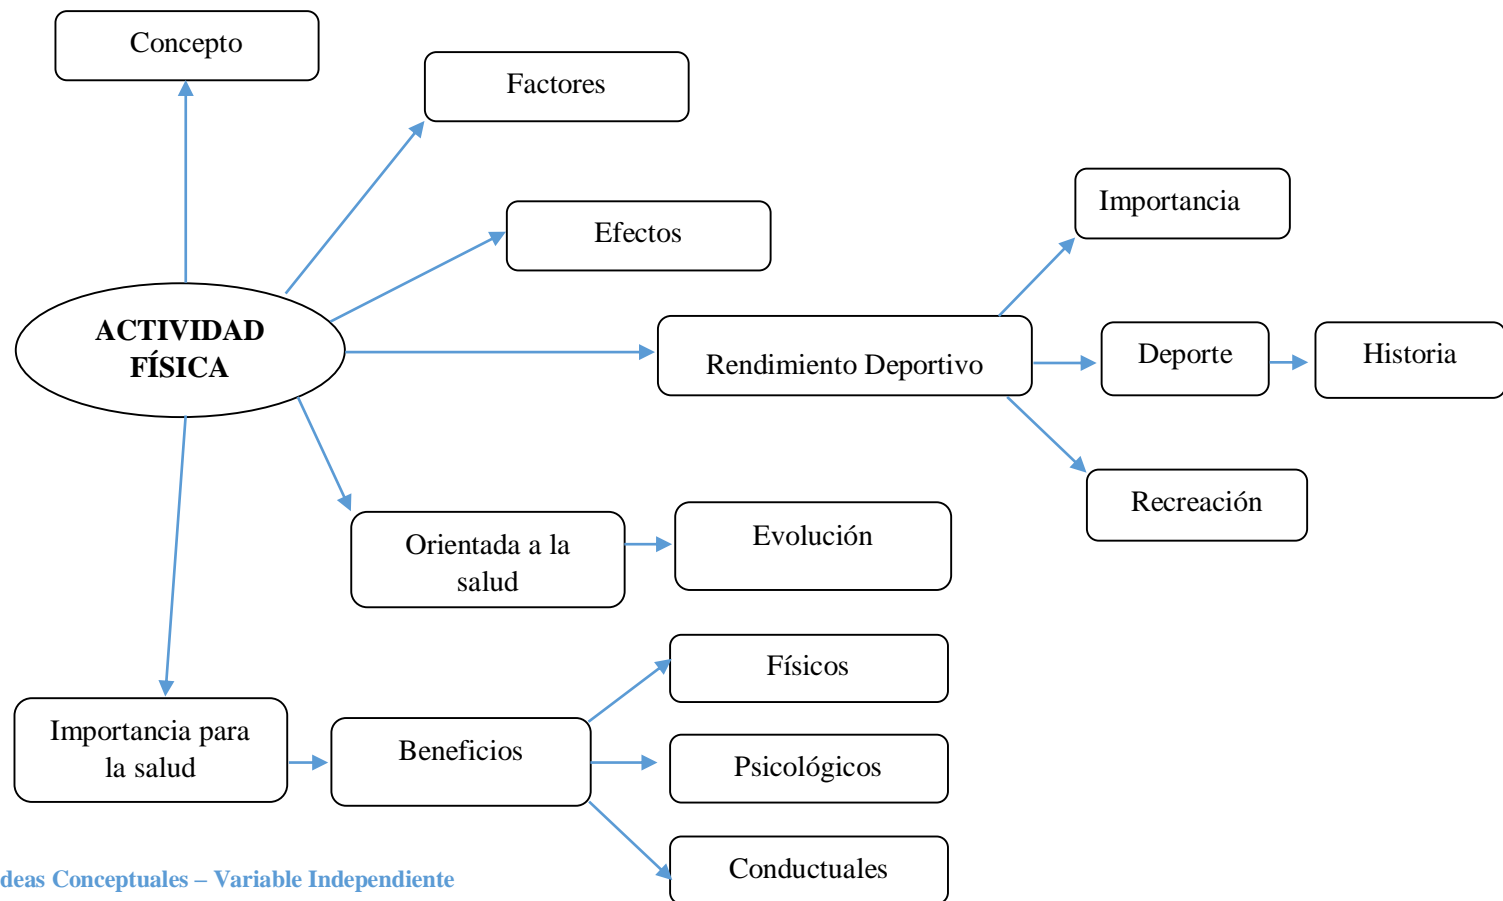 Concepto
Factores
Importancia
Efectos
ACTIVIDAD
FÍSICA
Rendimiento Deportivo
Deporte
Historia
Recreación
Orientada a la
salud
Evolución
Físicos
Importancia para
la salud
Beneficios
Psicológicos
Conductuales
deas Conceptuales – Variable Independiente